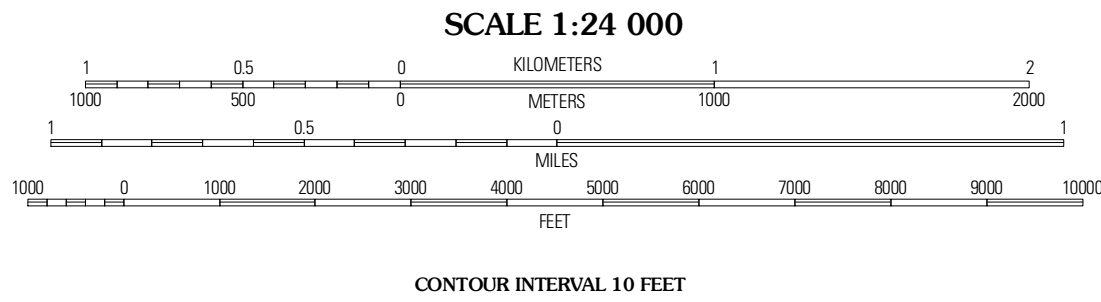 SCALE 1:24 000
1 0.5 0 KILOMETERS 1 2
1000 500 0 METERS 1000 2000
1 0.5 0 1
MILES
1000 0 1000 2000 3000 4000 5000 6000 7000 8000 9000 10000
FEET
CONTOUR INTERVAL 10 FEET